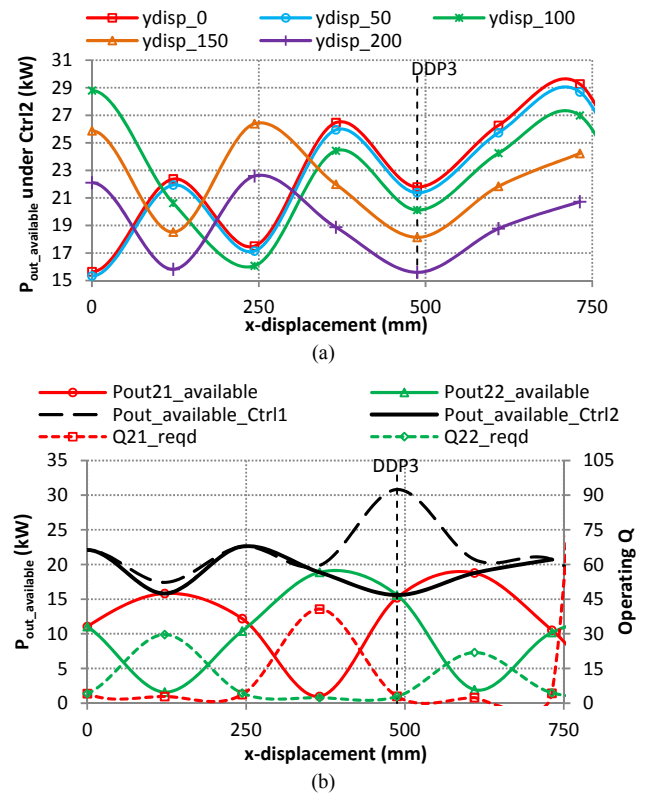 ydisp_0 ydisp_50 ydisp_100
ydisp_150 ydisp_200
P_out_available under Ctrl2 (kW)
31
29
27
25
23
21
19
17
15
DDP3
0 250 500 750
x-displacement (mm)
(a)
Pout21_available Pout22_available
Pout_available_Ctrl1 Pout_available_Ctrl2
Q21_reqd Q22_reqd
P_out_available (kW)
35
30
25
20
15
10
5
0
DDP3
105
90
75
60
45
30
15
0
Operating Q
0 250 500 750
x-displacement (mm)
(b)